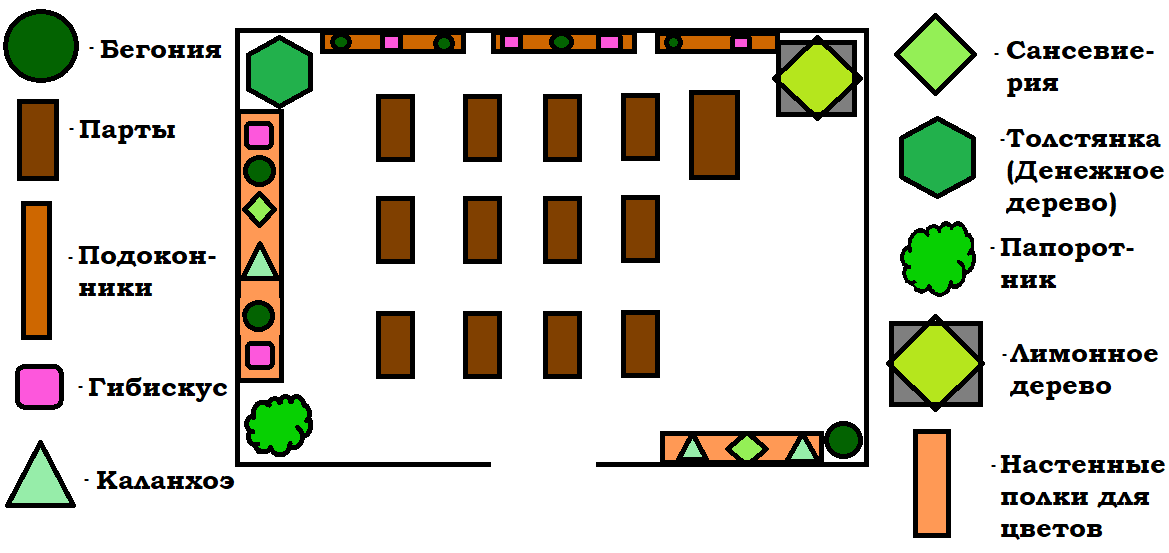 - Бегония
- Парты
- Подокон-
ники
- Гибискус
- Каланхоэ
- Сансевие-
рия
-Толстянка
(Денежное
дерево)
- Папорот-
ник
-Лимонное
дерево
- Настенные
полки для
цветов